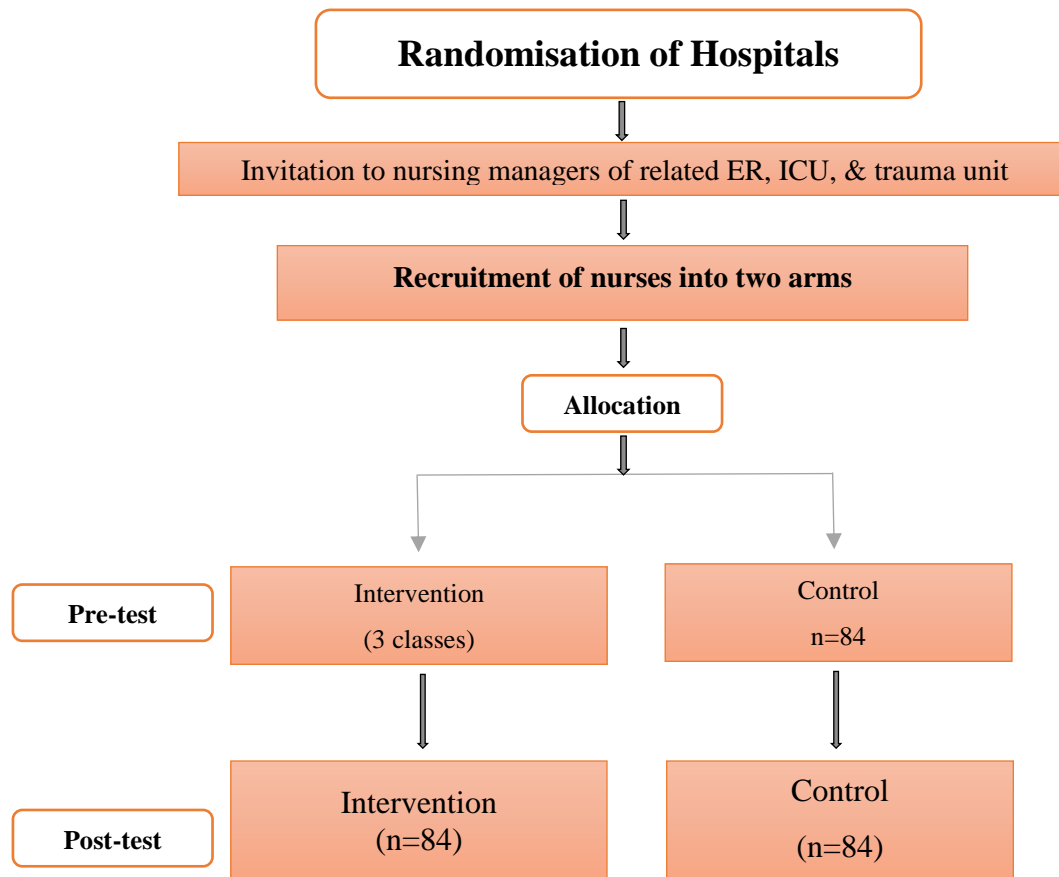 Randomisation of Hospitals
Invitation to nursing managers of related ER, ICU, & trauma unit
Recruitment of nurses into two arms
Allocation
Pre-test
Intervention
(3 classes)
Control
n=84
Post-test
Intervention
(n=84)
Control
(n=84)